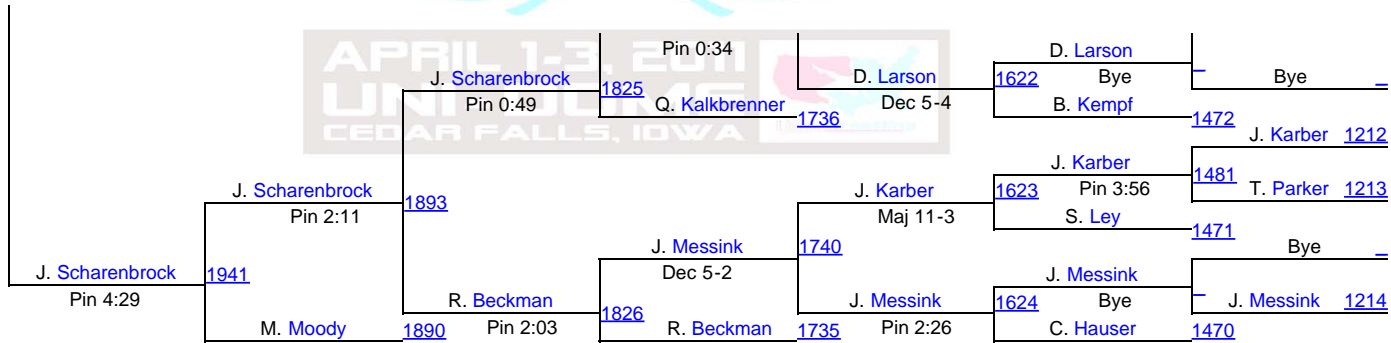 APRIL 1-3, 2011
UNI DOME
CEDAR FALLS, IOWA
Pin 0:34
D. Larson
J. Scharenbrock
D. Larson
1825
1622
Bye
Bye
Pin 0:49
Q. Kalkbrenner
Dec 5-4
B. Kempf
1736
1472
J. Karber 1212
J. Karber
1481
J. Scharenbrock
J. Karber
1623
Pin 3:56
T. Parker 1213
1893
Pin 2:11
Maj 11-3
S. Ley
1471
J. Messink
1740
Bye
J. Scharenbrock
1941
Dec 5-2
J. Messink
Pin 4:29
R. Beckman
J. Messink
1624
Bye
J. Messink 1214
1826
M. Moody
1890
Pin 2:03
R. Beckman
1735
Pin 2:26
C. Hauser
1470